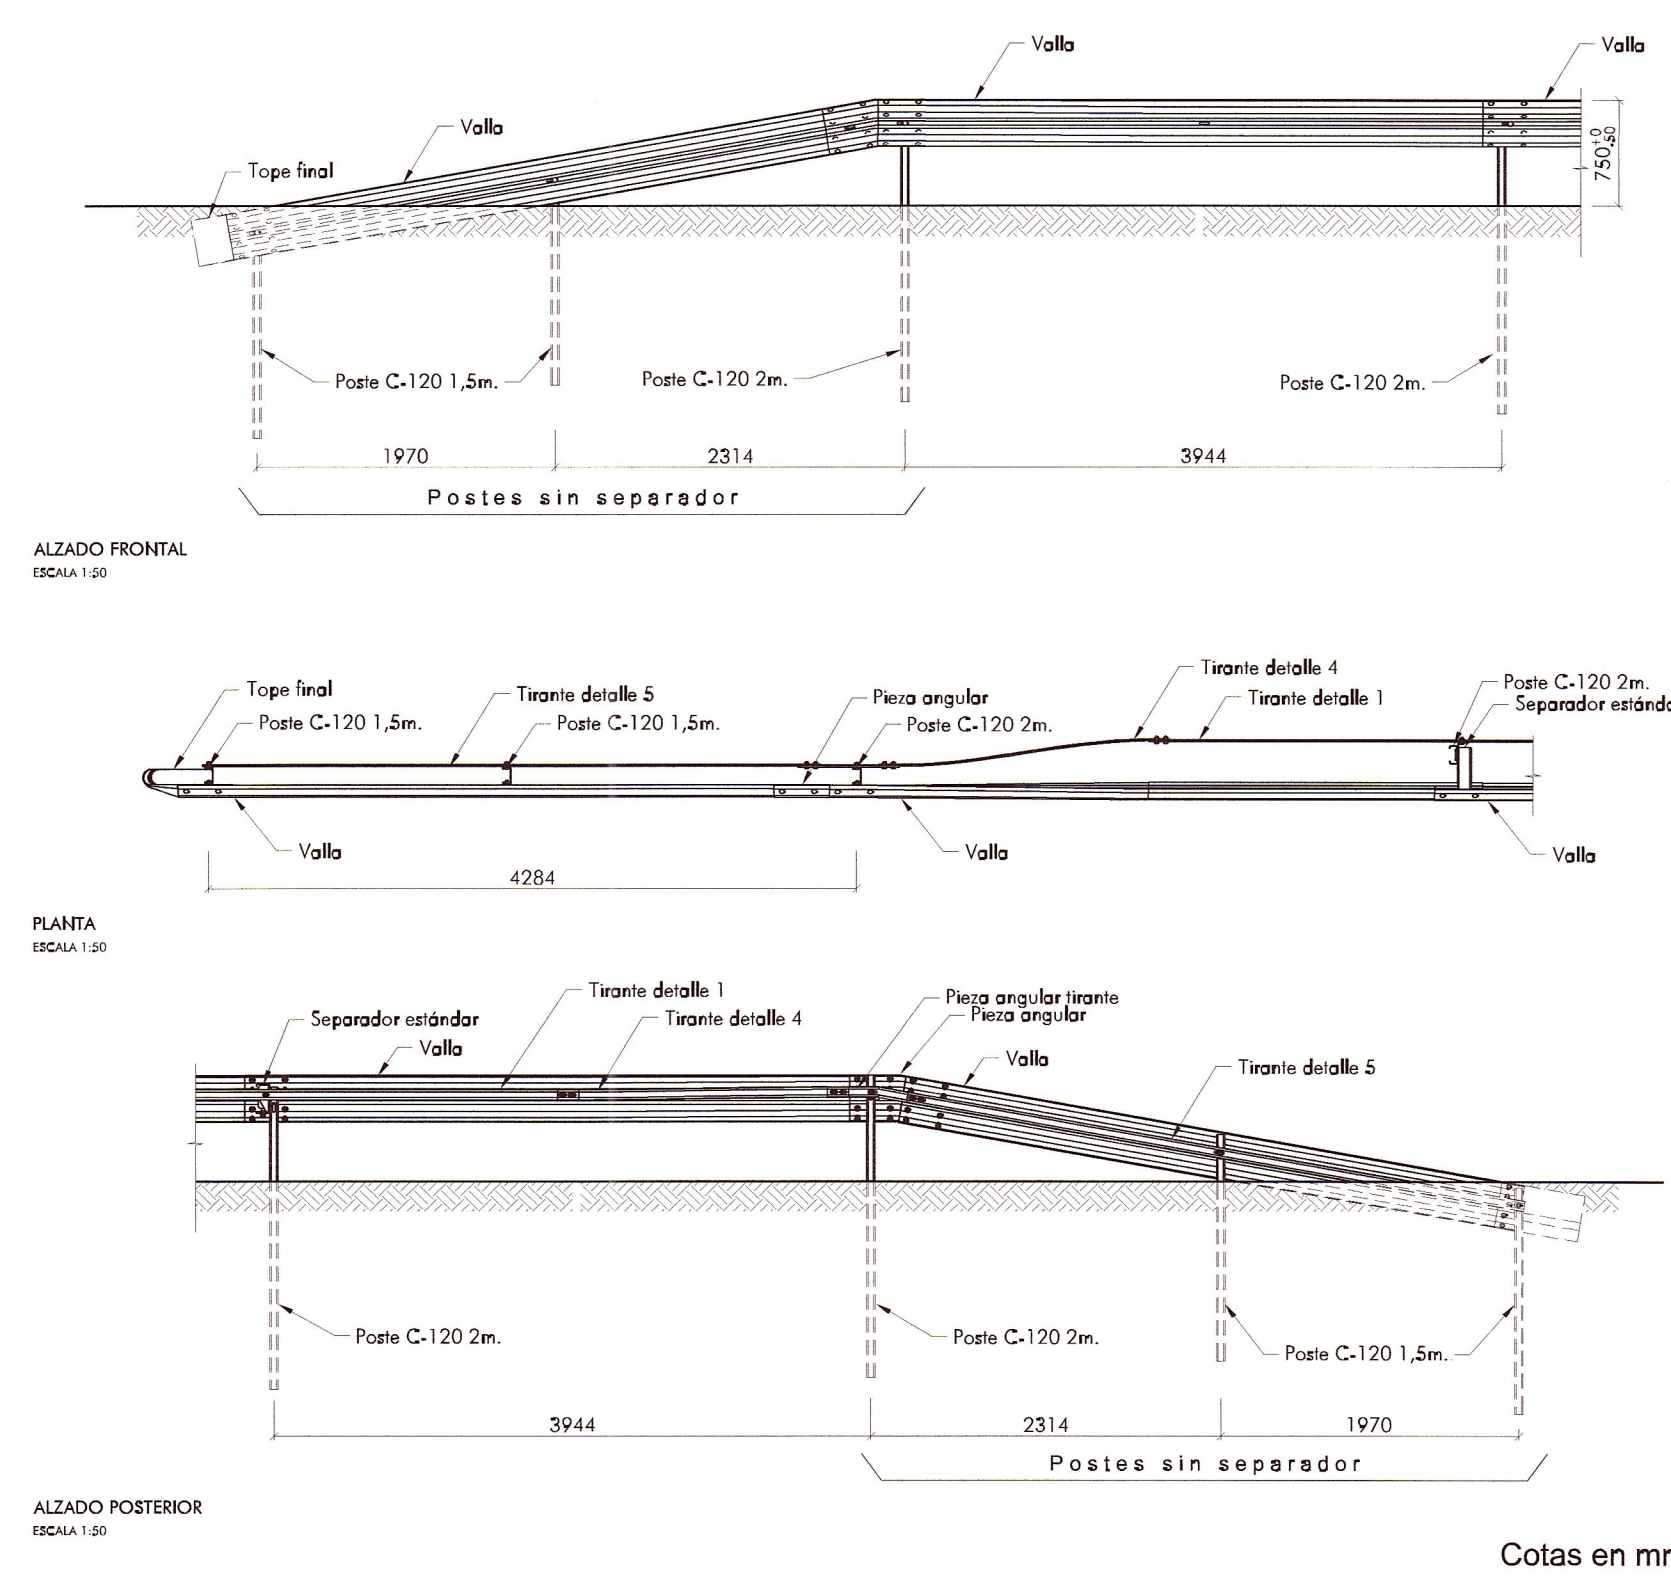 Valla
Valla
Valla
Tope final
750 +0 -50
Poste C-120 1,5m.
Poste C-120 2m.
Poste C-120 2m.
1970
2314
3944
Postes sin separador
ALZADO FRONTAL
ESCALA 1:50
Tirante detalle 4
Tope final
Tirante detalle 5
Pieza angular
Tirante detalle 1
Poste C-120 2m.
Poste C-120 1,5m.
Poste C-120 1,5m.
Poste C-120 2m.
Separador estánda
Valla
Valla
Valla
4284
PLANTA
ESCALA 1:50
Tirante detalle 1
Pieza angular tirante
Separador estándar
Tirante detalle 4
Pieza angular
Valla
Valla
Tirante detalle 5
Poste C-120 2m.
Poste C-120 2m.
Poste C-120 1,5m.
3944
2314
1970
Postes sin separador
ALZADO POSTERIOR
ESCALA 1:50
Cotas en